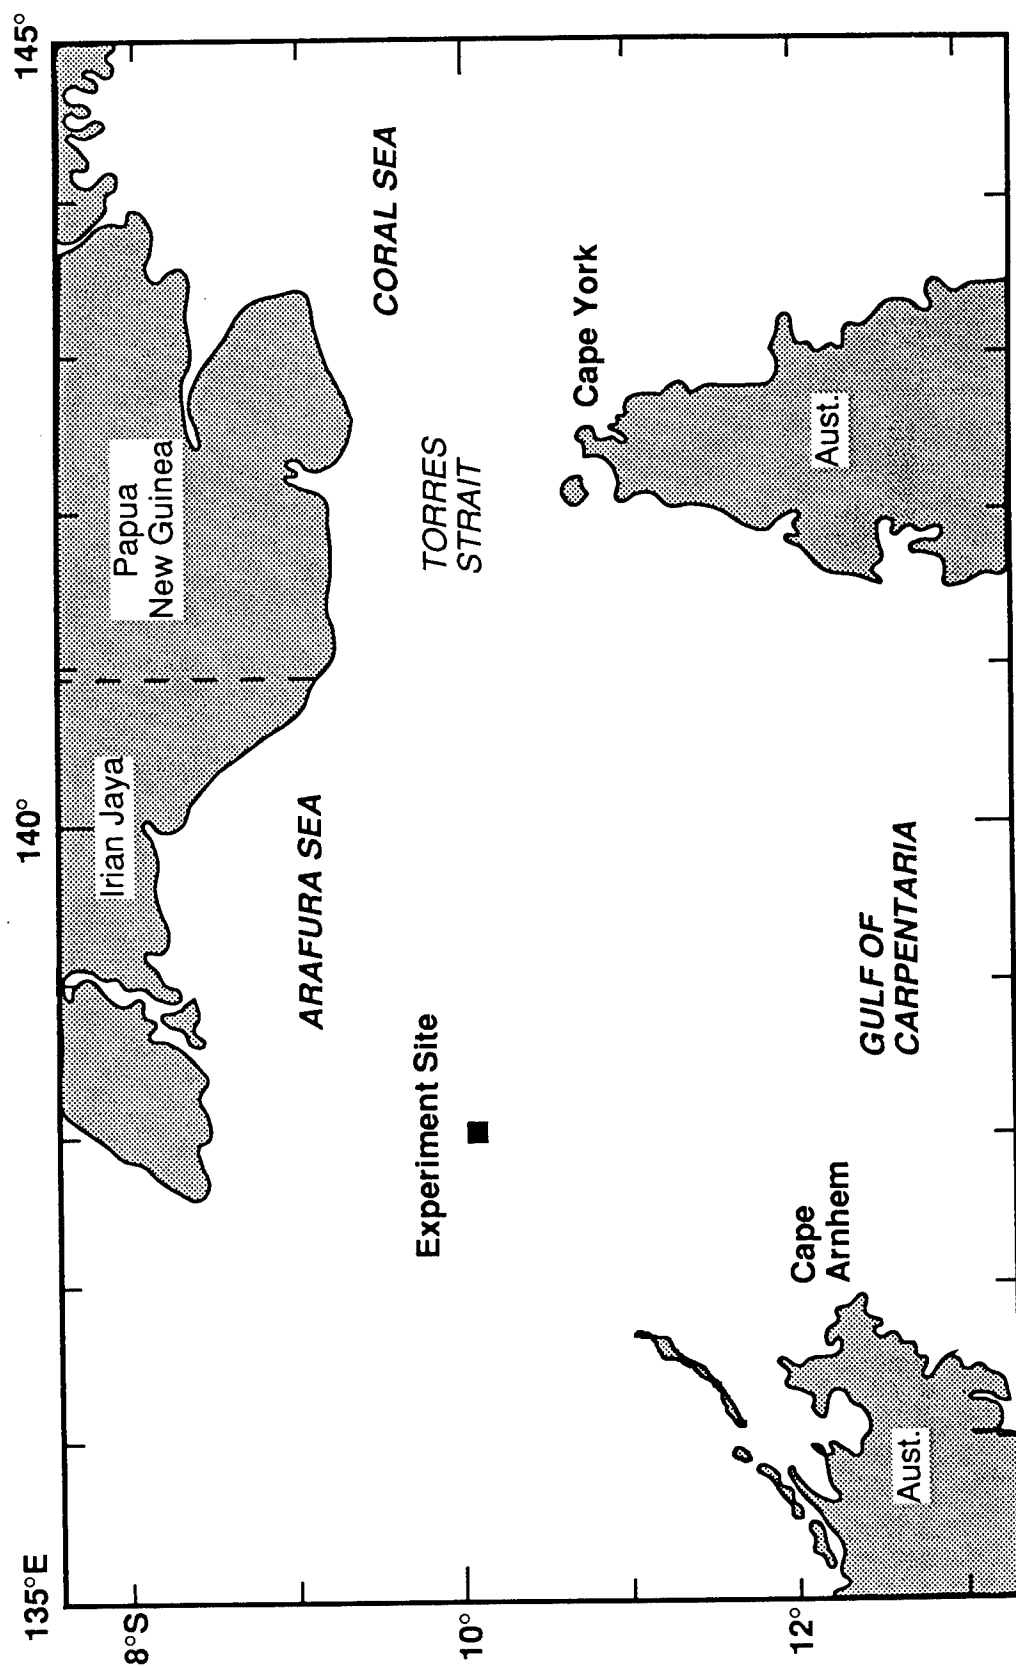 135°E
140°
145°
8°S
10°
12°
Irian Jaya
Papua
New Guinea
ARAFURA SEA
CORAL SEA
TORRES
STRAIT
Experiment Site
Cape York
Cape
Arnhem
GULF OF
CARPENTARIA
Aust.
Aust.